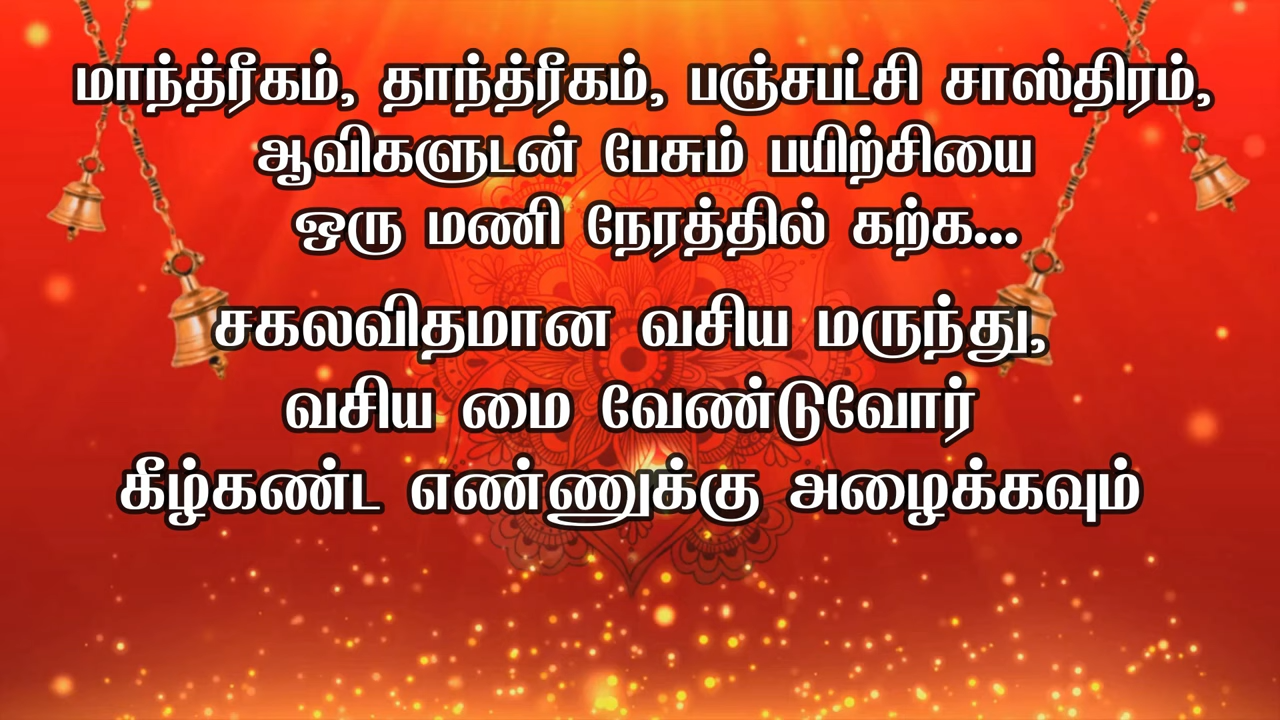 மாந்த்ரீகம், தாந்த்ரீகம், பஞ்சபட்சி சாஸ்திரம்,
ஆவிகளுடன் பேசும் பயிற்சியை
ஒரு மணி நேரத்தில் கற்க...
சகலவிதமான வசிய மருந்து,
வசிய மை வேண்டுவோர்
கீழ்கண்ட எண்ணுக்கு அழைக்கவும்